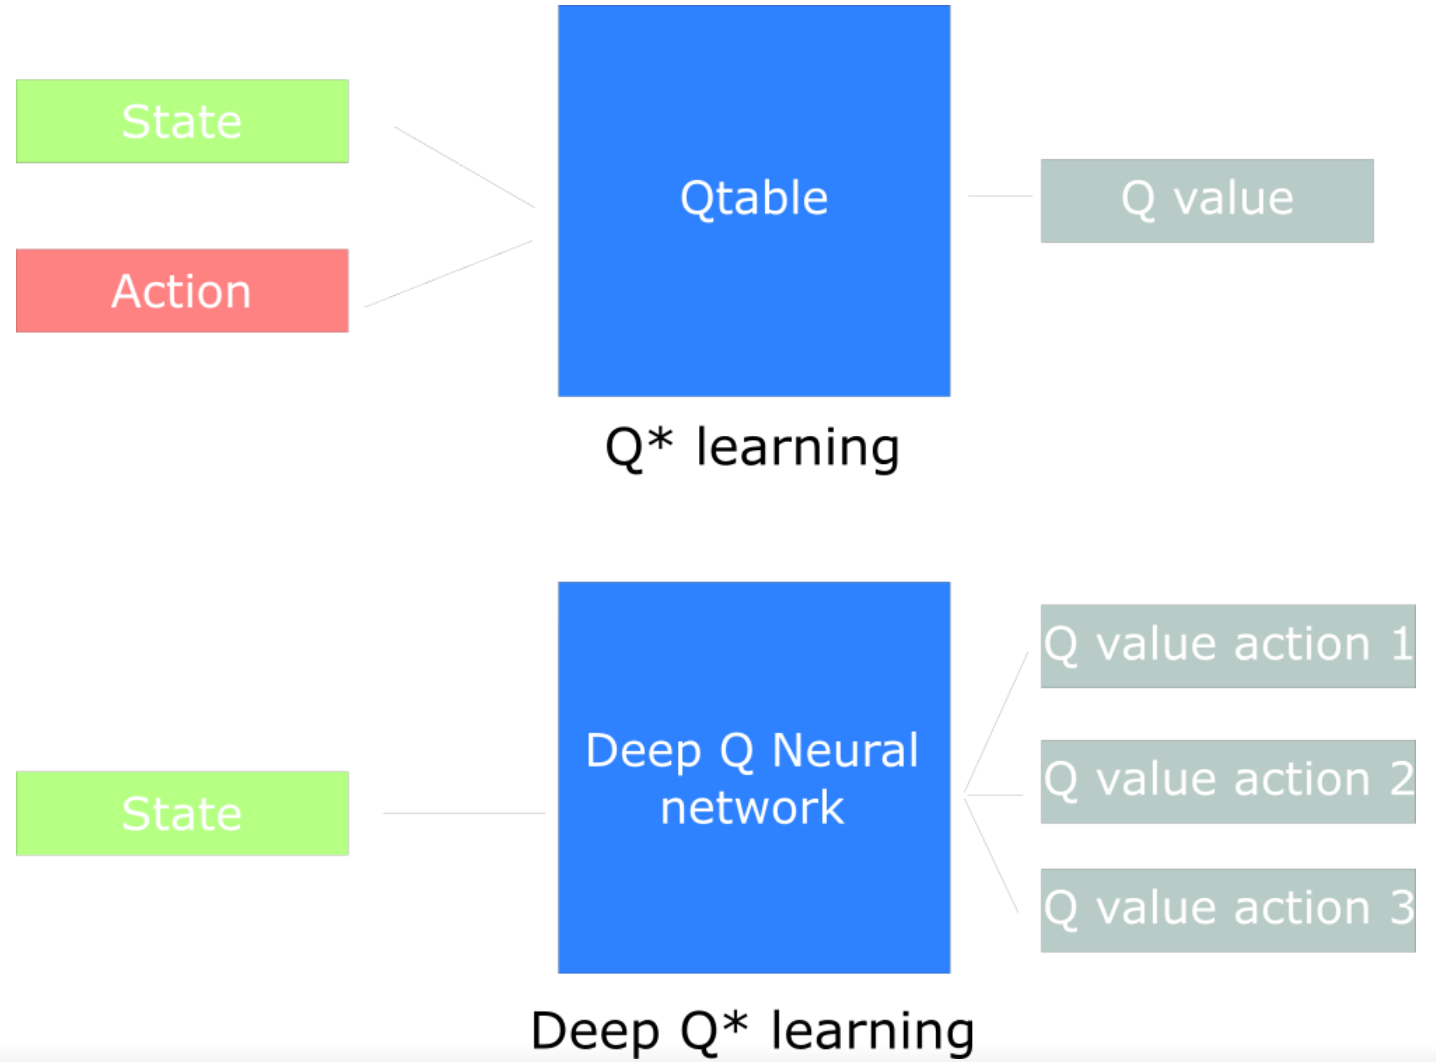 State
Action
Qtable
Q value
Q* learning
State
Deep Q Neural
network
Q value action 1
Q value action 2
Q value action 3
Deep Q* learning